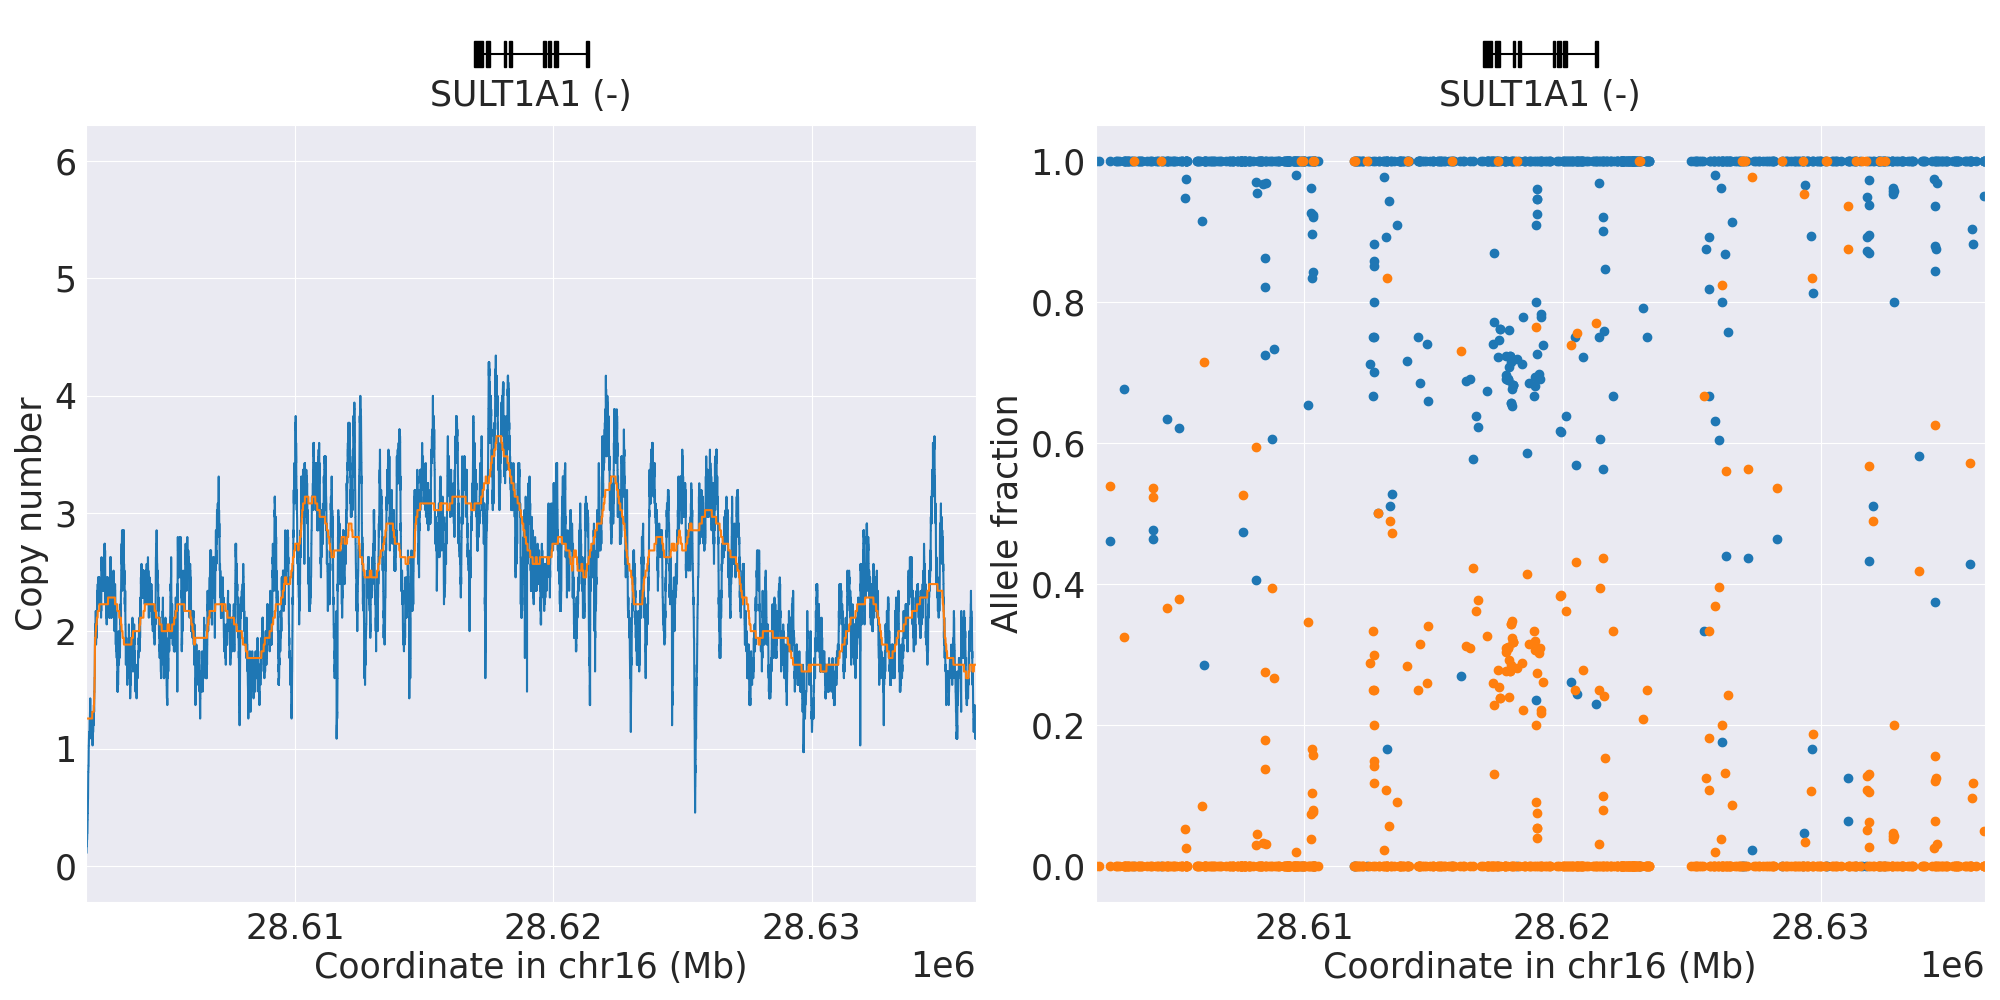 SULT1A1 (-)
Copy number
6
5
4
3
2
1
0
28.61
28.62
28.63
Coordinate in chr16 (Mb)
1e6
SULT1A1 (-)
Allele fraction
1.0
0.8
0.6
0.4
0.2
0.0
28.61
28.62
28.63
Coordinate in chr16 (Mb)
1e6